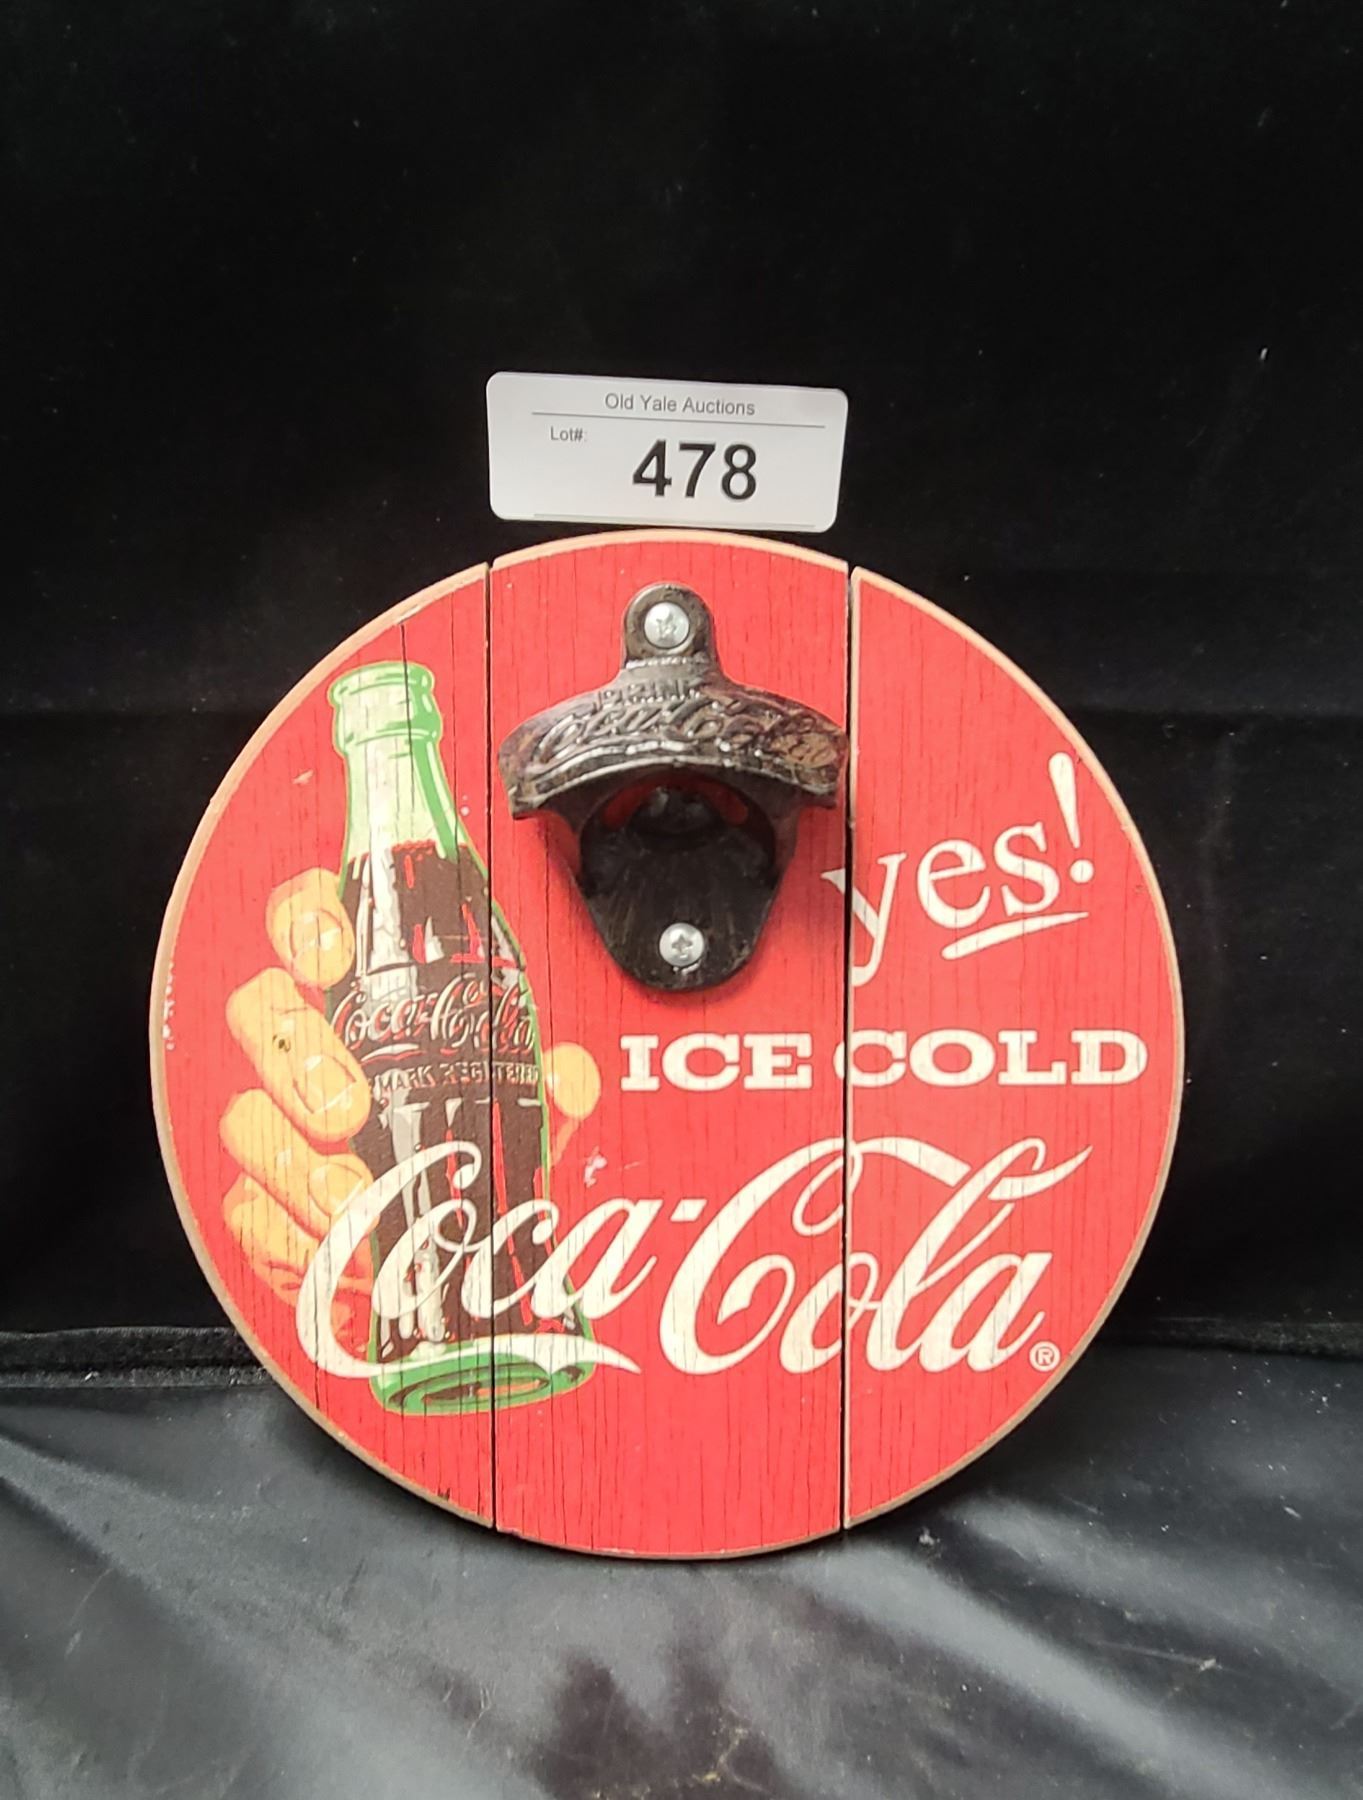 Old Yale Auctions
Lot#:
478
DRINK
Coca-Cola
yes!
Coca-Cola
MARK REGISTERED
ICE COLD
Coca-Cola®